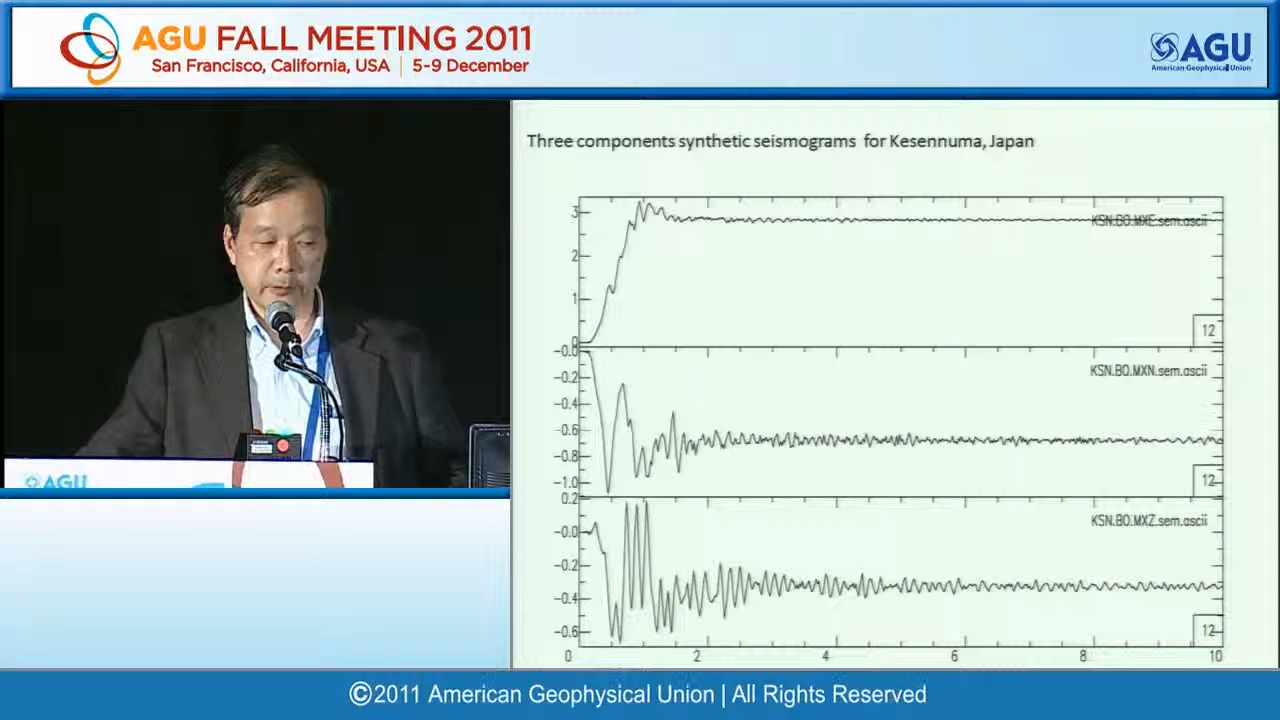 AGU FALL MEETING 2011
San Francisco, California, USA | 5-9 December
AGU
American Geophysical Union
Three components synthetic seismograms for Kesennuma, Japan
3
2
1
0
KSN.BO.MXE.sem.ascii
12
-0.0
-0.2
-0.4
-0.6
-0.8
-1.0
KSN.BO.MXN.sem.ascii
12
0.2
-0.0
-0.2
-0.4
-0.6
KSN.BO.MXZ.sem.ascii
12
0 2 4 6 8 10
AGU
©2011 American Geophysical Union | All Rights Reserved